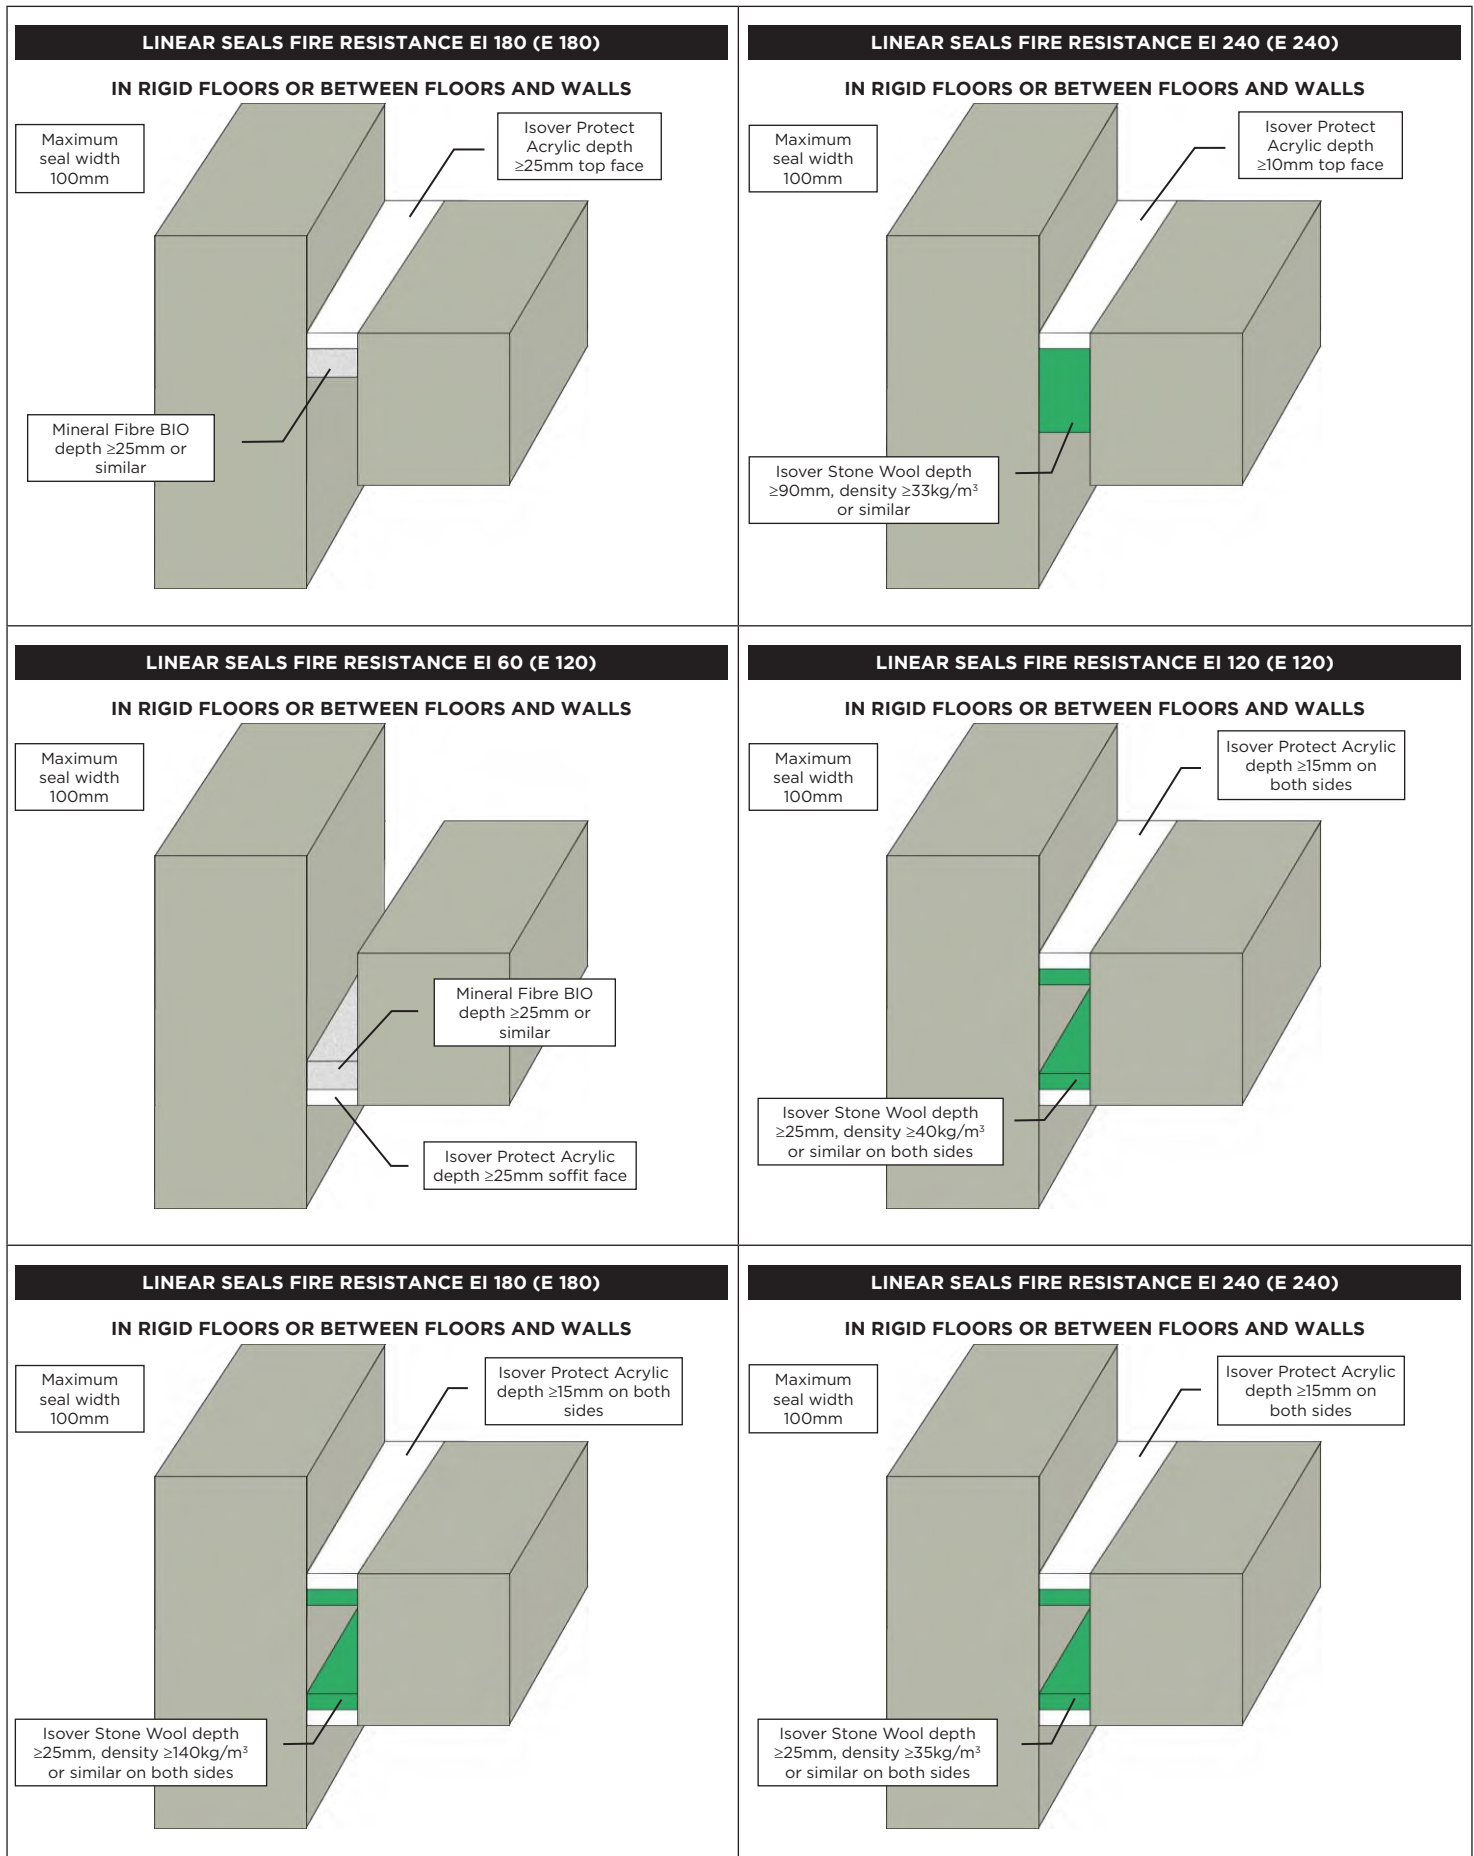 LINEAR SEALS FIRE RESISTANCE EI 180 (E 180)
IN RIGID FLOORS OR BETWEEN FLOORS AND WALLS
Maximum
seal width
100mm
Isover Protect
Acrylic depth
≥25mm top face
Mineral Fibre BIO
depth ≥25mm or
similar
LINEAR SEALS FIRE RESISTANCE EI 240 (E 240)
IN RIGID FLOORS OR BETWEEN FLOORS AND WALLS
Maximum
seal width
100mm
Isover Protect
Acrylic depth
≥10mm top face
Isover Stone Wool depth
≥90mm, density ≥33kg/m³
or similar
LINEAR SEALS FIRE RESISTANCE EI 60 (E 120)
IN RIGID FLOORS OR BETWEEN FLOORS AND WALLS
Maximum
seal width
100mm
Mineral Fibre BIO
depth ≥25mm or
similar
Isover Protect Acrylic
depth ≥25mm soffit face
LINEAR SEALS FIRE RESISTANCE EI 120 (E 120)
IN RIGID FLOORS OR BETWEEN FLOORS AND WALLS
Maximum
seal width
100mm
Isover Protect Acrylic
depth ≥15mm on
both sides
Isover Stone Wool depth
≥25mm, density ≥40kg/m³
or similar on both sides
LINEAR SEALS FIRE RESISTANCE EI 180 (E 180)
IN RIGID FLOORS OR BETWEEN FLOORS AND WALLS
Maximum
seal width
100mm
Isover Protect Acrylic
depth ≥15mm on both
sides
Isover Stone Wool depth
≥25mm, density ≥140kg/m³
or similar on both sides
LINEAR SEALS FIRE RESISTANCE EI 240 (E 240)
IN RIGID FLOORS OR BETWEEN FLOORS AND WALLS
Maximum
seal width
100mm
Isover Protect Acrylic
depth ≥15mm on
both sides
Isover Stone Wool depth
≥25mm, density ≥35kg/m³
or similar on both sides